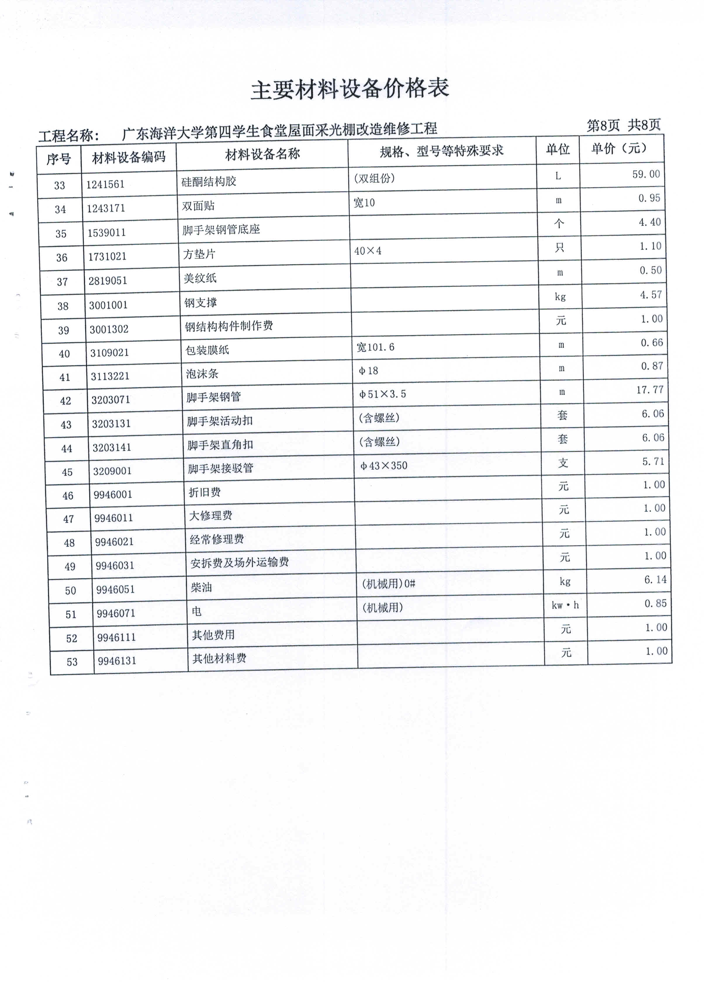 主要材料设备价格表
工程名称： 广东海洋大学第四学生食堂屋面采光棚改造维修工程 第8页 共8页
序号 材料设备编码 材料设备名称 规格、型号等特殊要求 单位 单价（元）
33 1241561 硅酮结构胶 (双组份) L 59.00
34 1243171 双面贴 宽10 m 0.95
35 1539011 脚手架钢管底座 个 4.40
36 1731021 方垫片 40×4 只 1.10
37 2819051 美纹纸 m 0.50
38 3001001 钢支撑 kg 4.57
39 3001302 钢结构构件制作费 元 1.00
40 3109021 包装膜纸 宽101.6 m 0.66
41 3113221 泡沫条 φ18 m 0.87
42 3203071 脚手架钢管 φ51×3.5 m 17.77
43 3203131 脚手架活动扣 (含螺丝) 套 6.06
44 3203141 脚手架直角扣 (含螺丝) 套 6.06
45 3209001 脚手架接驳管 φ43×350 支 5.71
46 9946001 折旧费 元 1.00
47 9946011 大修理费 元 1.00
48 9946021 经常修理费 元 1.00
49 9946031 安拆费及场外运输费 元 1.00
50 9946051 柴油 (机械用)0# kg 6.14
51 9946071 电 (机械用) kw·h 0.85
52 9946111 其他费用 元 1.00
53 9946131 其他材料费 元 1.00